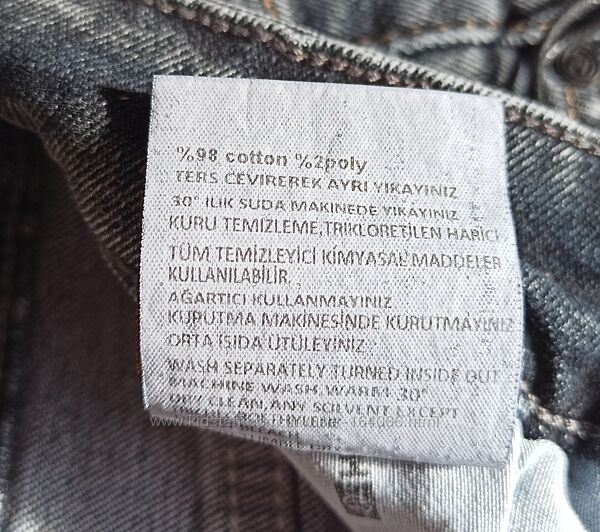 %98 cotton %2poly
TERS ÇEVİREREK AYRI YIKAYINIZ
30° ILIK SUDA MAKİNEDE YIKAYINIZ
KURU TEMİZLEME,TRIKLORETİLEN HARİCİ
TÜM TEMİZLEYİCİ KİMYASAL MADDELER
KULLANILABİLİR,
AĞARTICI KULLANMAYINIZ
KURUTMA MAKİNESİNDE KURUTMAYINIZ
ORTA ISIDA ÜTÜLEYİNİZ
WASH SEPARATELY TURNED INSIDE OUT
MACHINE WASH, WARM 30°
DRY CLEAN, ANY SOLVENT EXCEPT